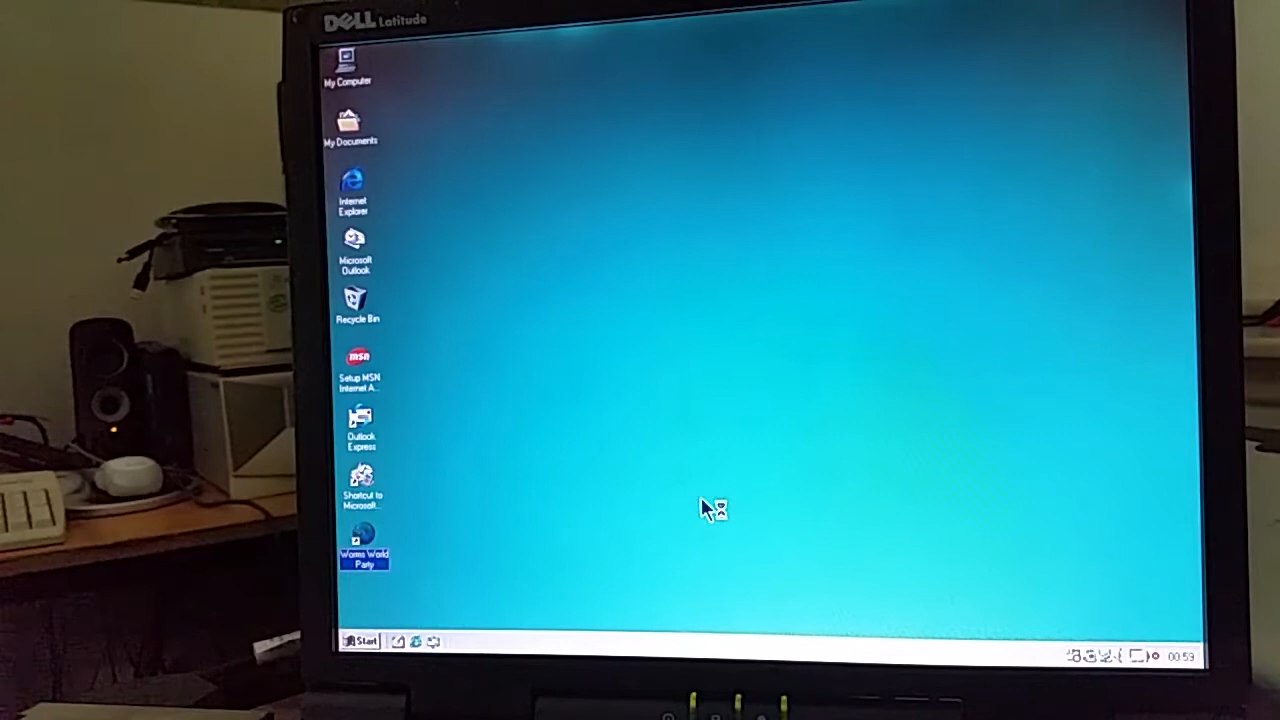 DELL Latitude
My Computer
My Documents
Internet
Explorer
Microsoft
Outlook
Recycle Bin
msn
Setup MSN
Internet A...
Outlook
Express
Shortcut to
Microsoft...
Worms World
Party
Start
00:59